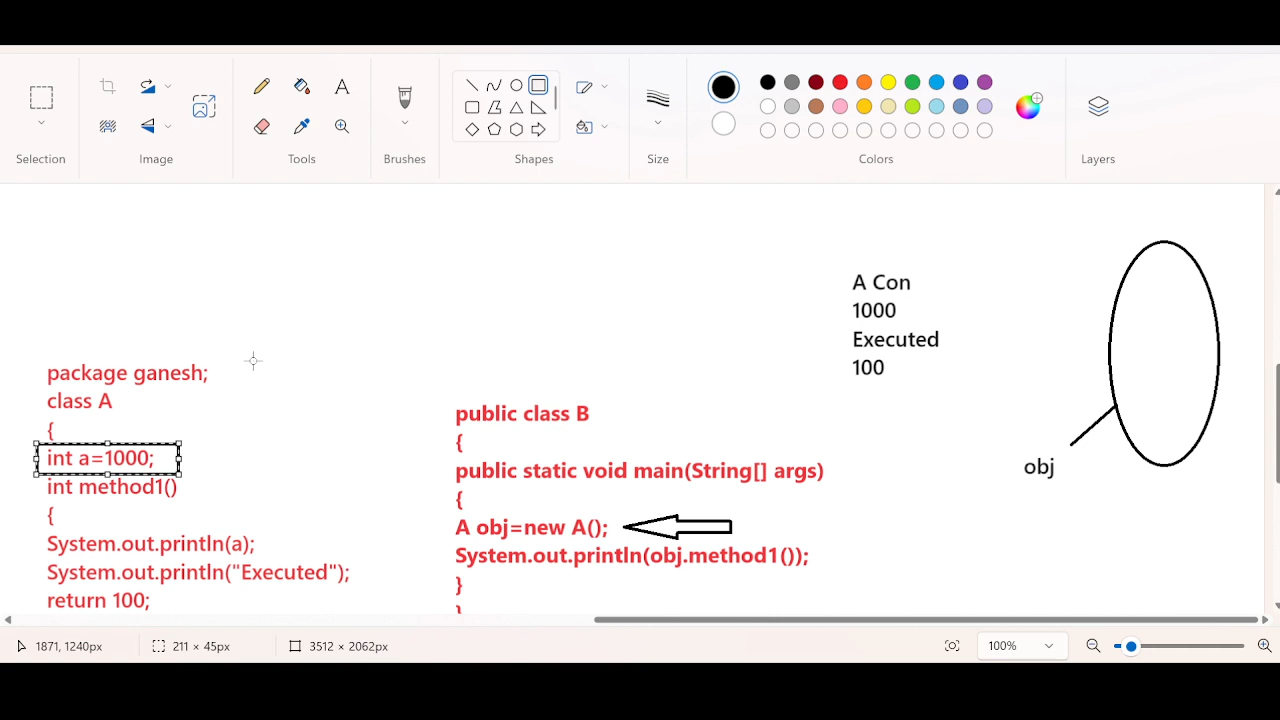 Selection
Image
Tools
Brushes
Shapes
Size
Colors
Layers
A Con
1000
Executed
100
obj
package ganesh;
class A
{
int a=1000;
int method1()
{
System.out.println(a);
System.out.println("Executed");
return 100;
public class B
{
public static void main(String[] args)
{
A obj=new A();
System.out.println(obj.method1());
}
}
1871, 1240px
211 × 45px
3512 × 2062px
100%